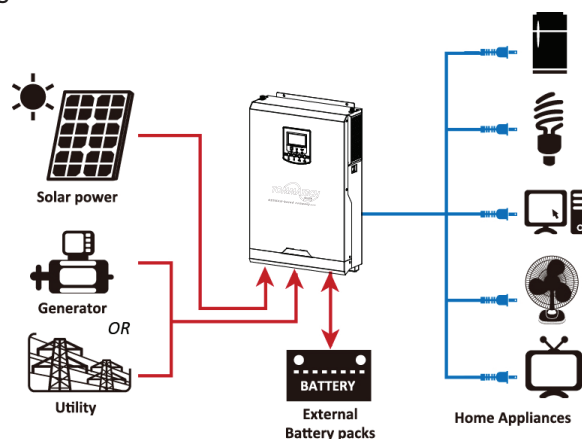 Solar power
Generator
OR
Utility
BATTERY
External
Battery packs
Home Appliances